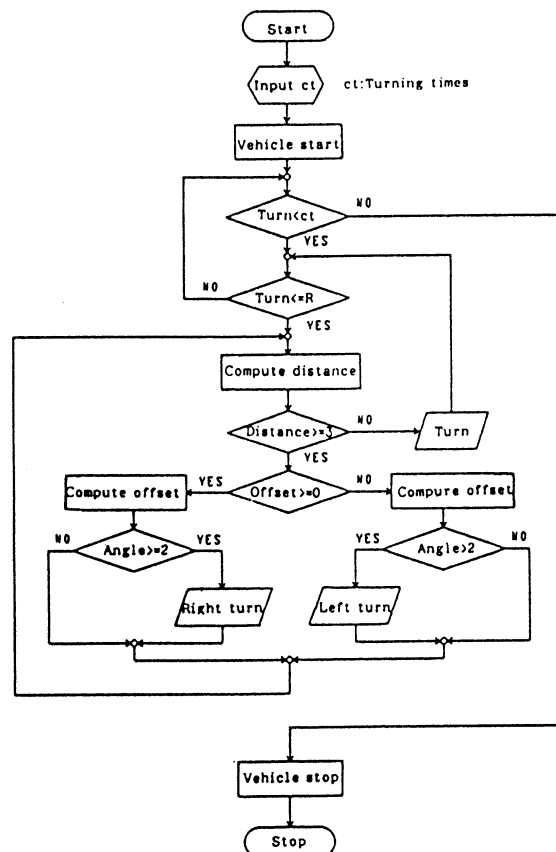 Start
Input ct
ct:Turning times
Vehicle start
Turn<ct
NO
YES
Turn<=R
NO
YES
Compute distance
Distance>=3
NO
Turn
YES
Offset>=0
YES
NO
Compute offset
Compure offset
NO
Angle>=2
YES
YES
Angle>2
NO
Right turn
Left turn
Vehicle stop
Stop